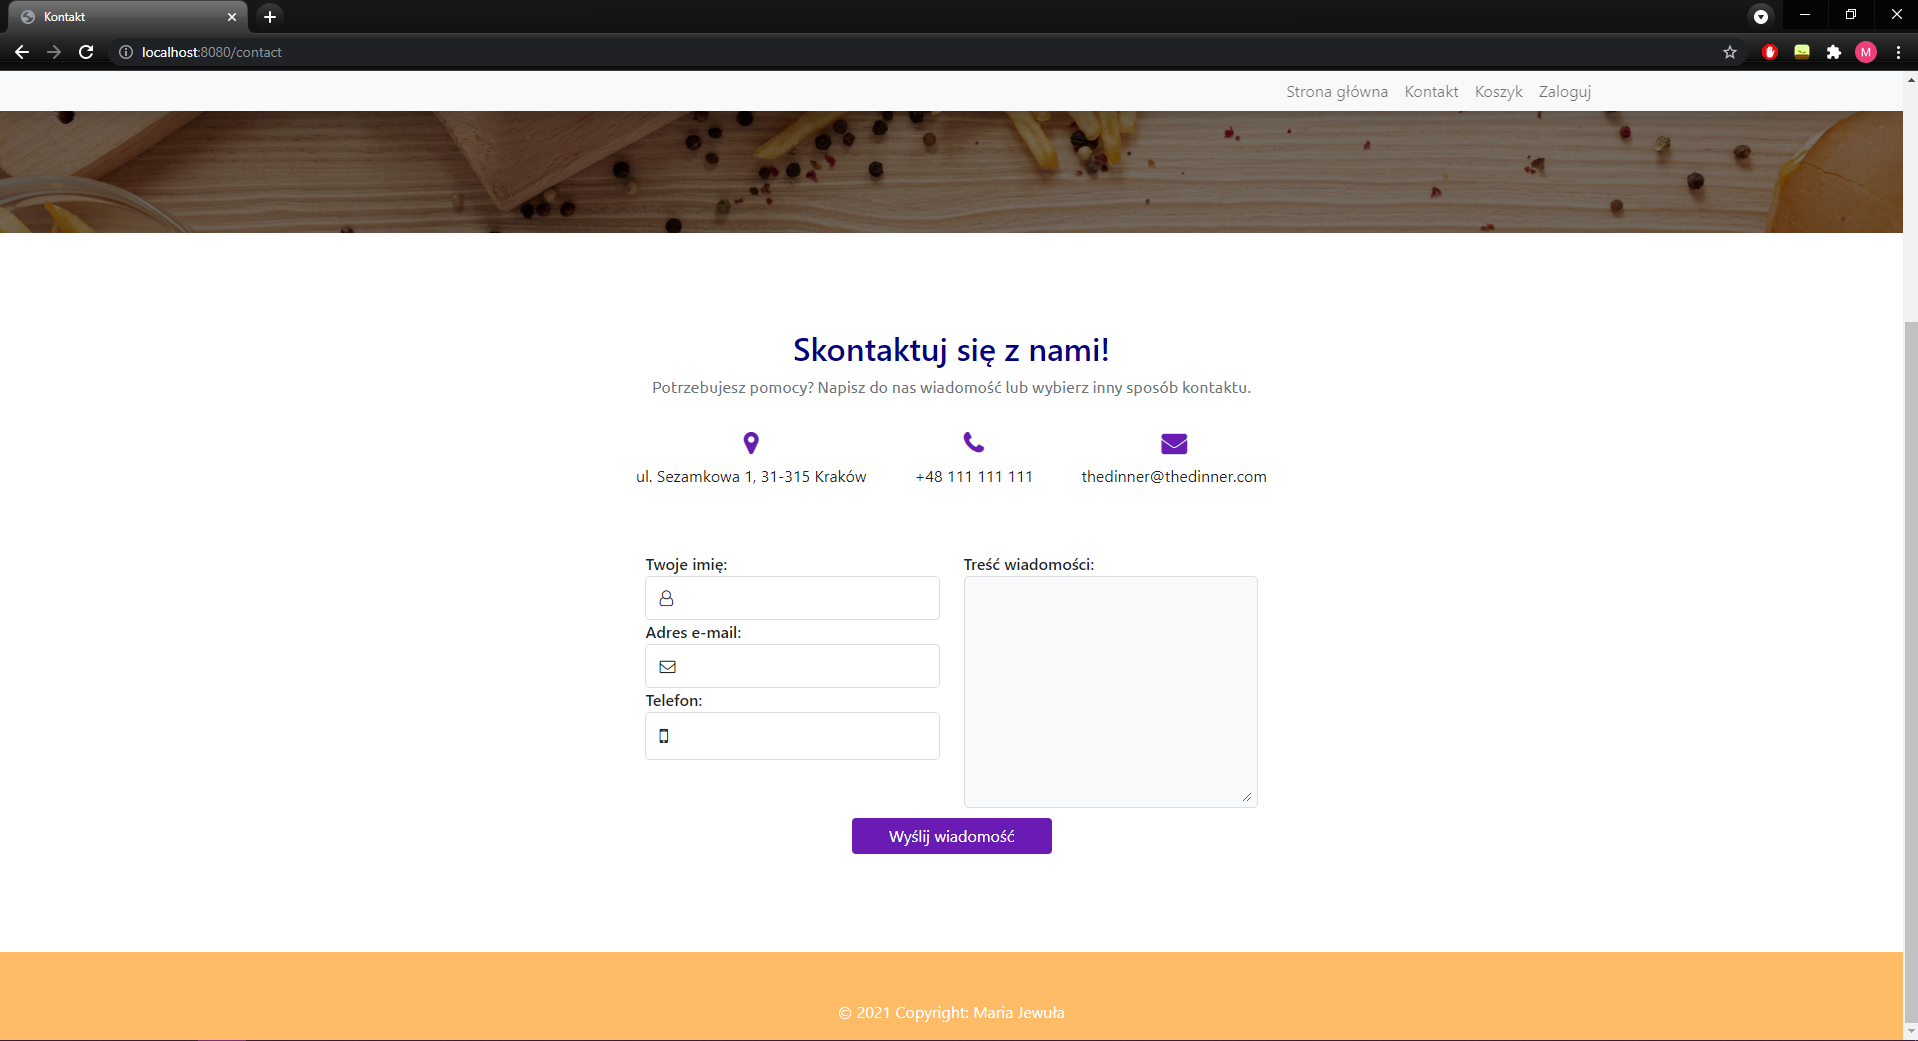 Kontakt
localhost:8080/contact
M
Strona główna Kontakt Koszyk Zaloguj
Skontaktuj się z nami!
Potrzebujesz pomocy? Napisz do nas wiadomość lub wybierz inny sposób kontaktu.
ul. Sezamkowa 1, 31-315 Kraków +48 111 111 111 thedinner@thedinner.com
Twoje imię:
Adres e-mail:
Telefon:
Treść wiadomości:
Wyślij wiadomość
© 2021 Copyright: Maria Jewuła